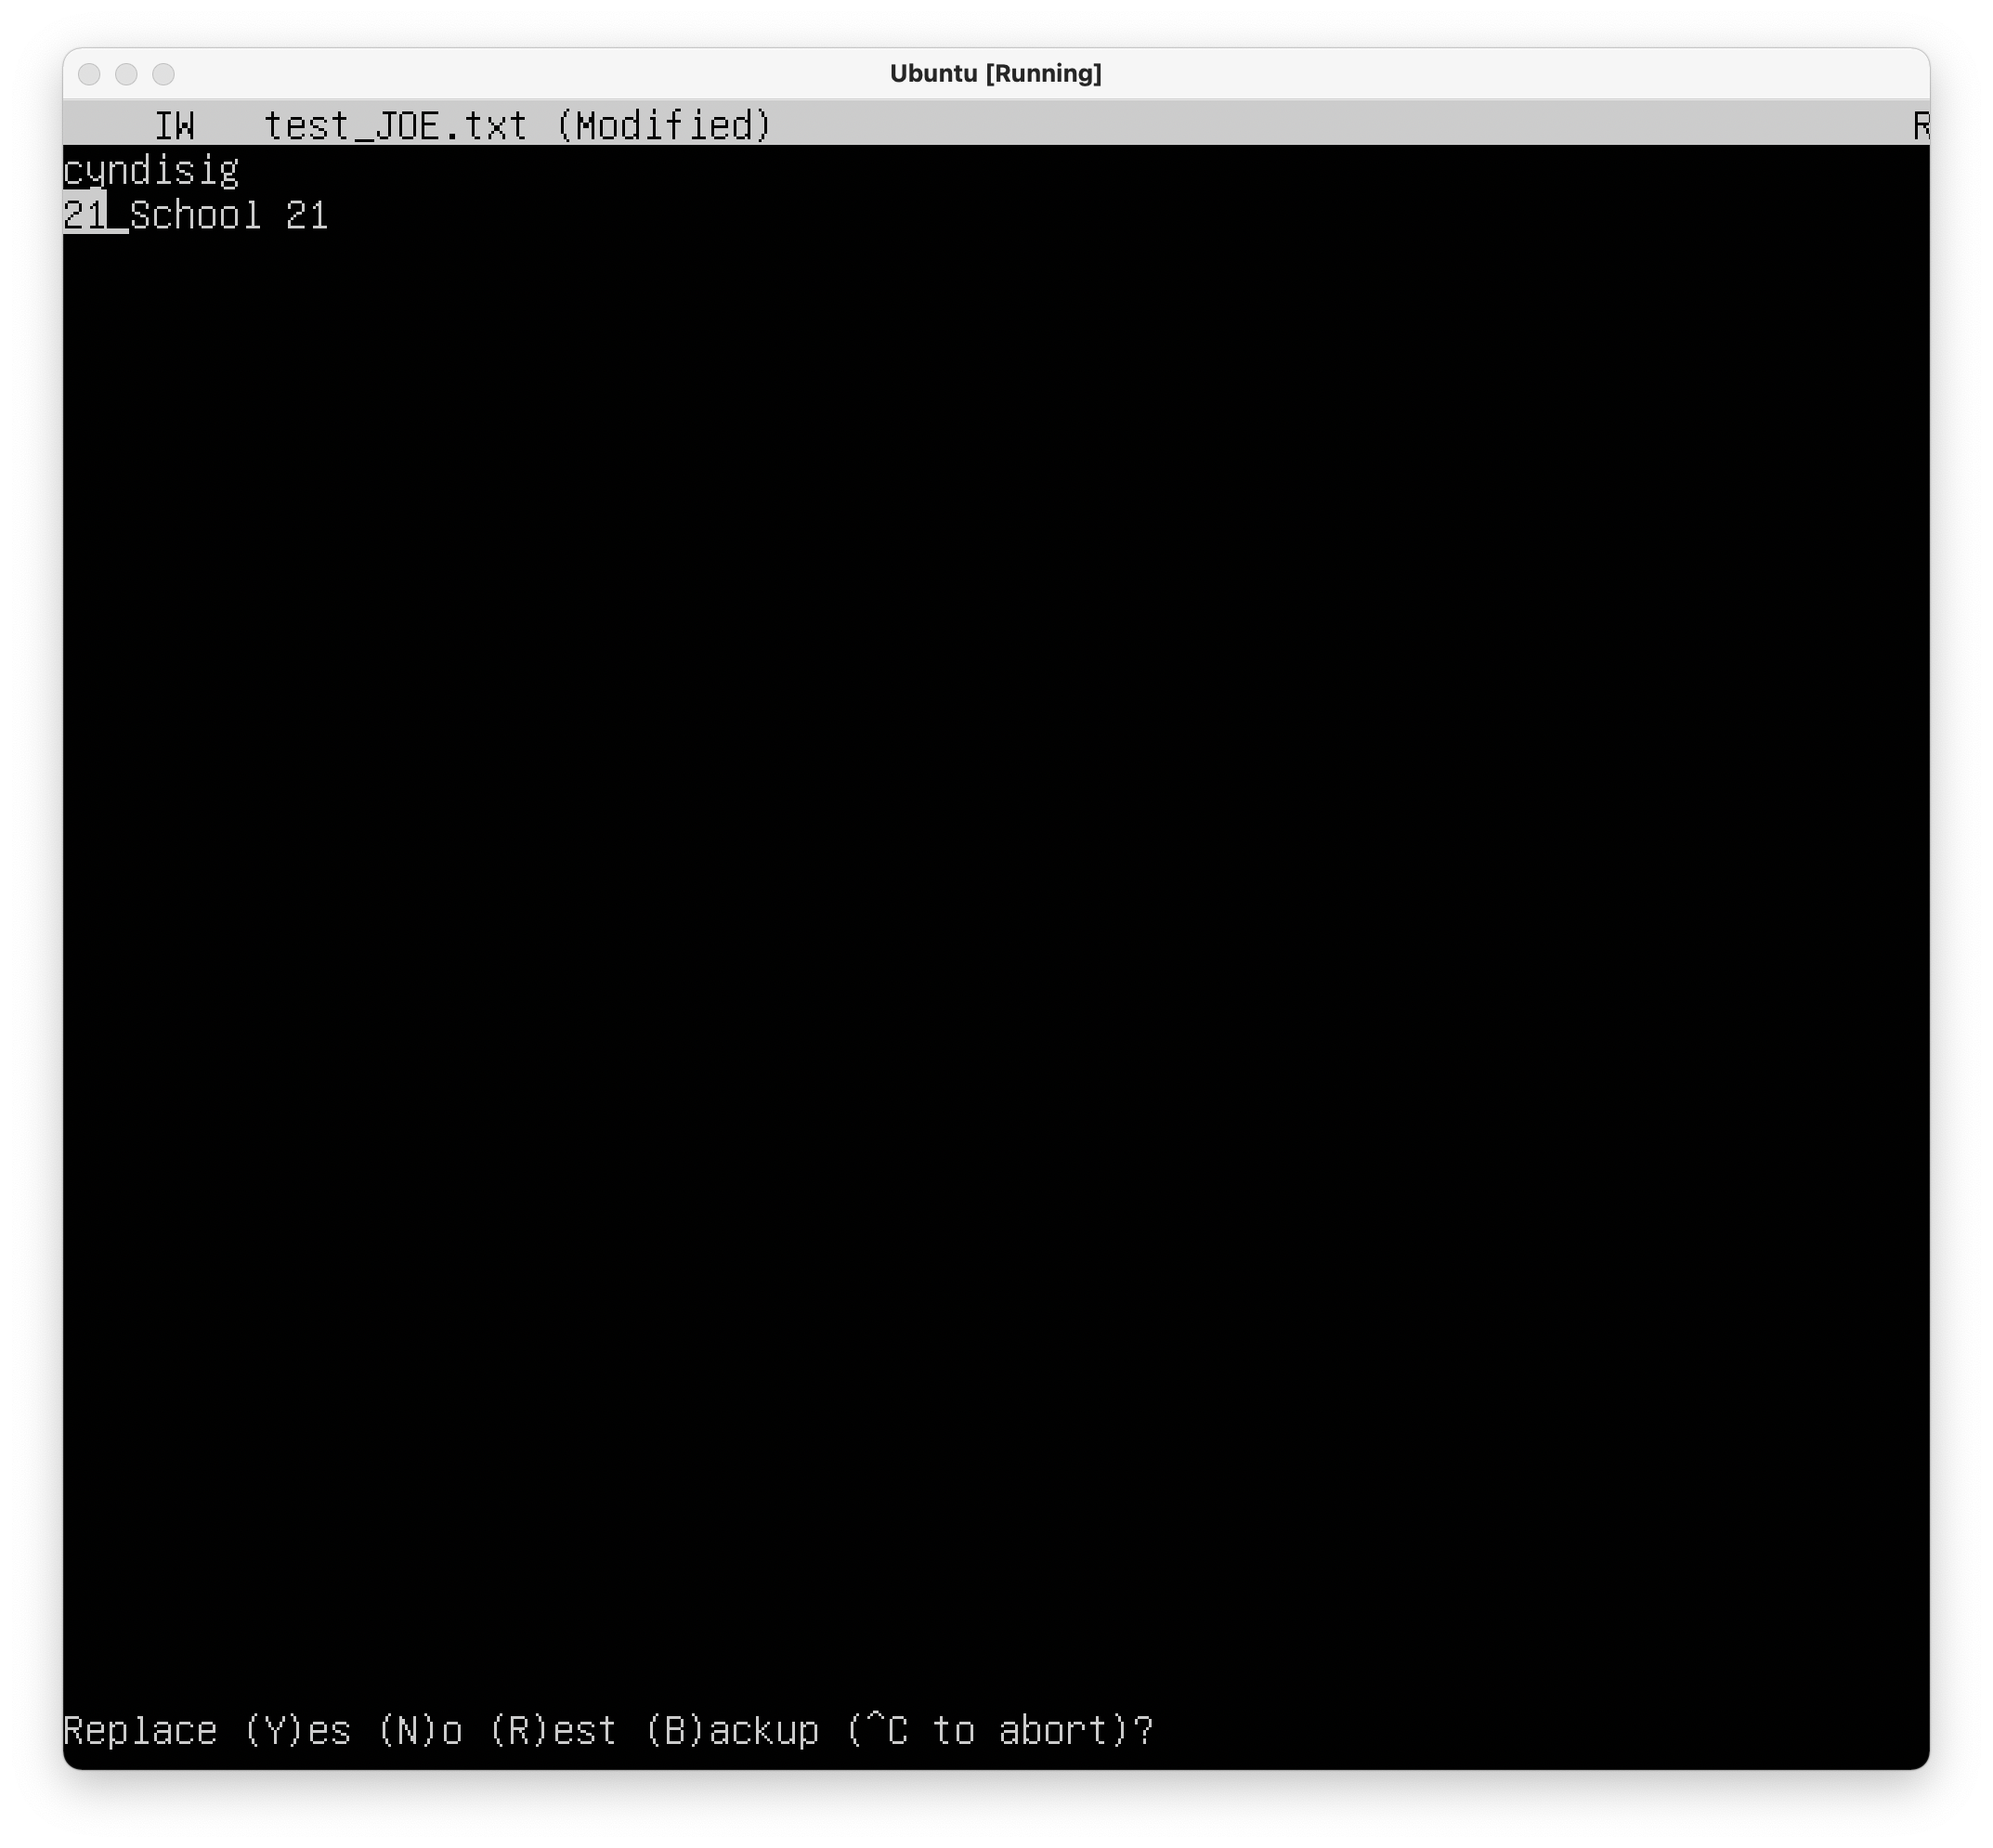 Ubuntu [Running]
IW test_JOE.txt (Modified) R
cyndisig
21 School 21
Replace (Y)es (N)o (R)est (B)ackup (^C to abort)?